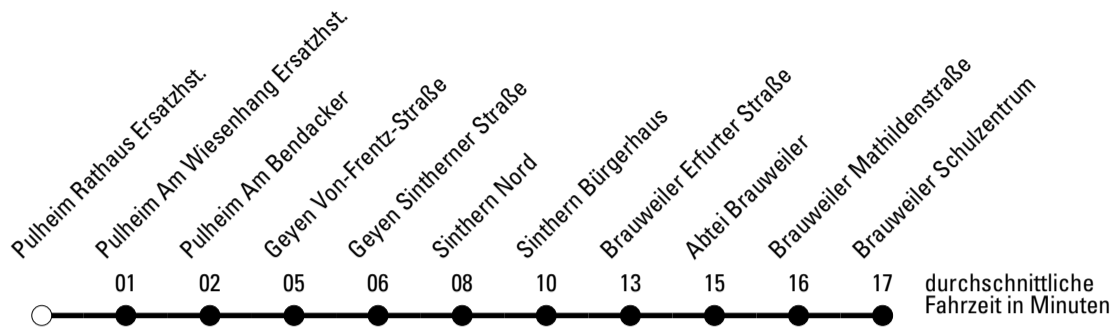 Pulheim Rathaus Ersatzhst.
Pulheim Am Wiesenhang Ersatzhst.
Pulheim Am Bendacker
Geyen Von-Frentz-Straße
Geyen Sintherner Straße
Sinthern Nord
Sinthern Bürgerhaus
Brauweiler Erfurter Straße
Abtei Brauweiler
Brauweiler Mathildenstraße
Brauweiler Schulzentrum
01 02 05 06 08 10 13 15 16 17
durchschnittliche
Fahrzeit in Minuten